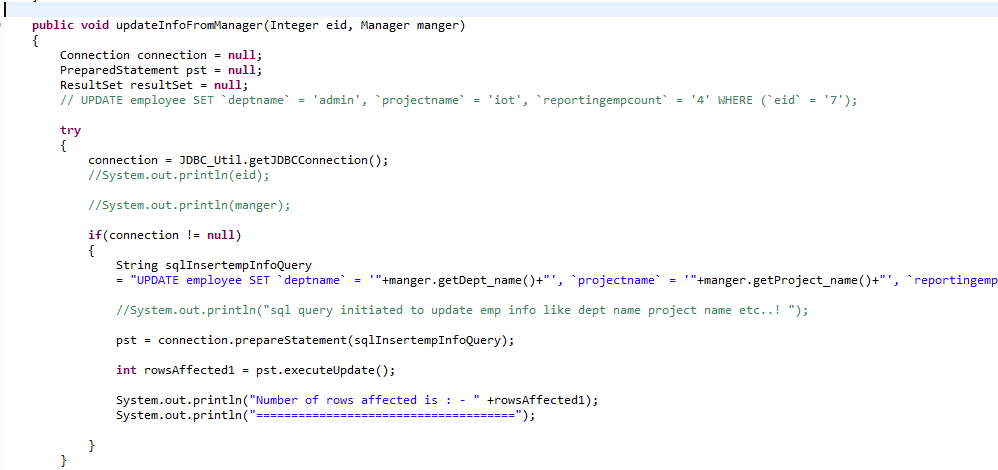 public void updateInfoFromManager(Integer eid, Manager manger)
{
Connection connection = null;
PreparedStatement pst = null;
ResultSet resultSet = null;
// UPDATE employee SET `deptname` = 'admin', `projectname` = 'iot', `reportingempcount` = '4' WHERE (`eid` = '7');
try
{
connection = JDBC_Util.getJDBCConnection();
//System.out.println(eid);
//System.out.println(manger);
if(connection != null)
{
String sqlInsertempInfoQuery
= "UPDATE employee SET `deptname` = '"+manger.getDept_name()+"', `projectname` = '"+manger.getProject_name()+"', `reportingemp
//System.out.println("sql query initiated to update emp info like dept name project name etc..! ");
pst = connection.prepareStatement(sqlInsertempInfoQuery);
int rowsAffected1 = pst.executeUpdate();
System.out.println("Number of rows affected is : - " +rowsAffected1);
System.out.println("=====================================");
}
}